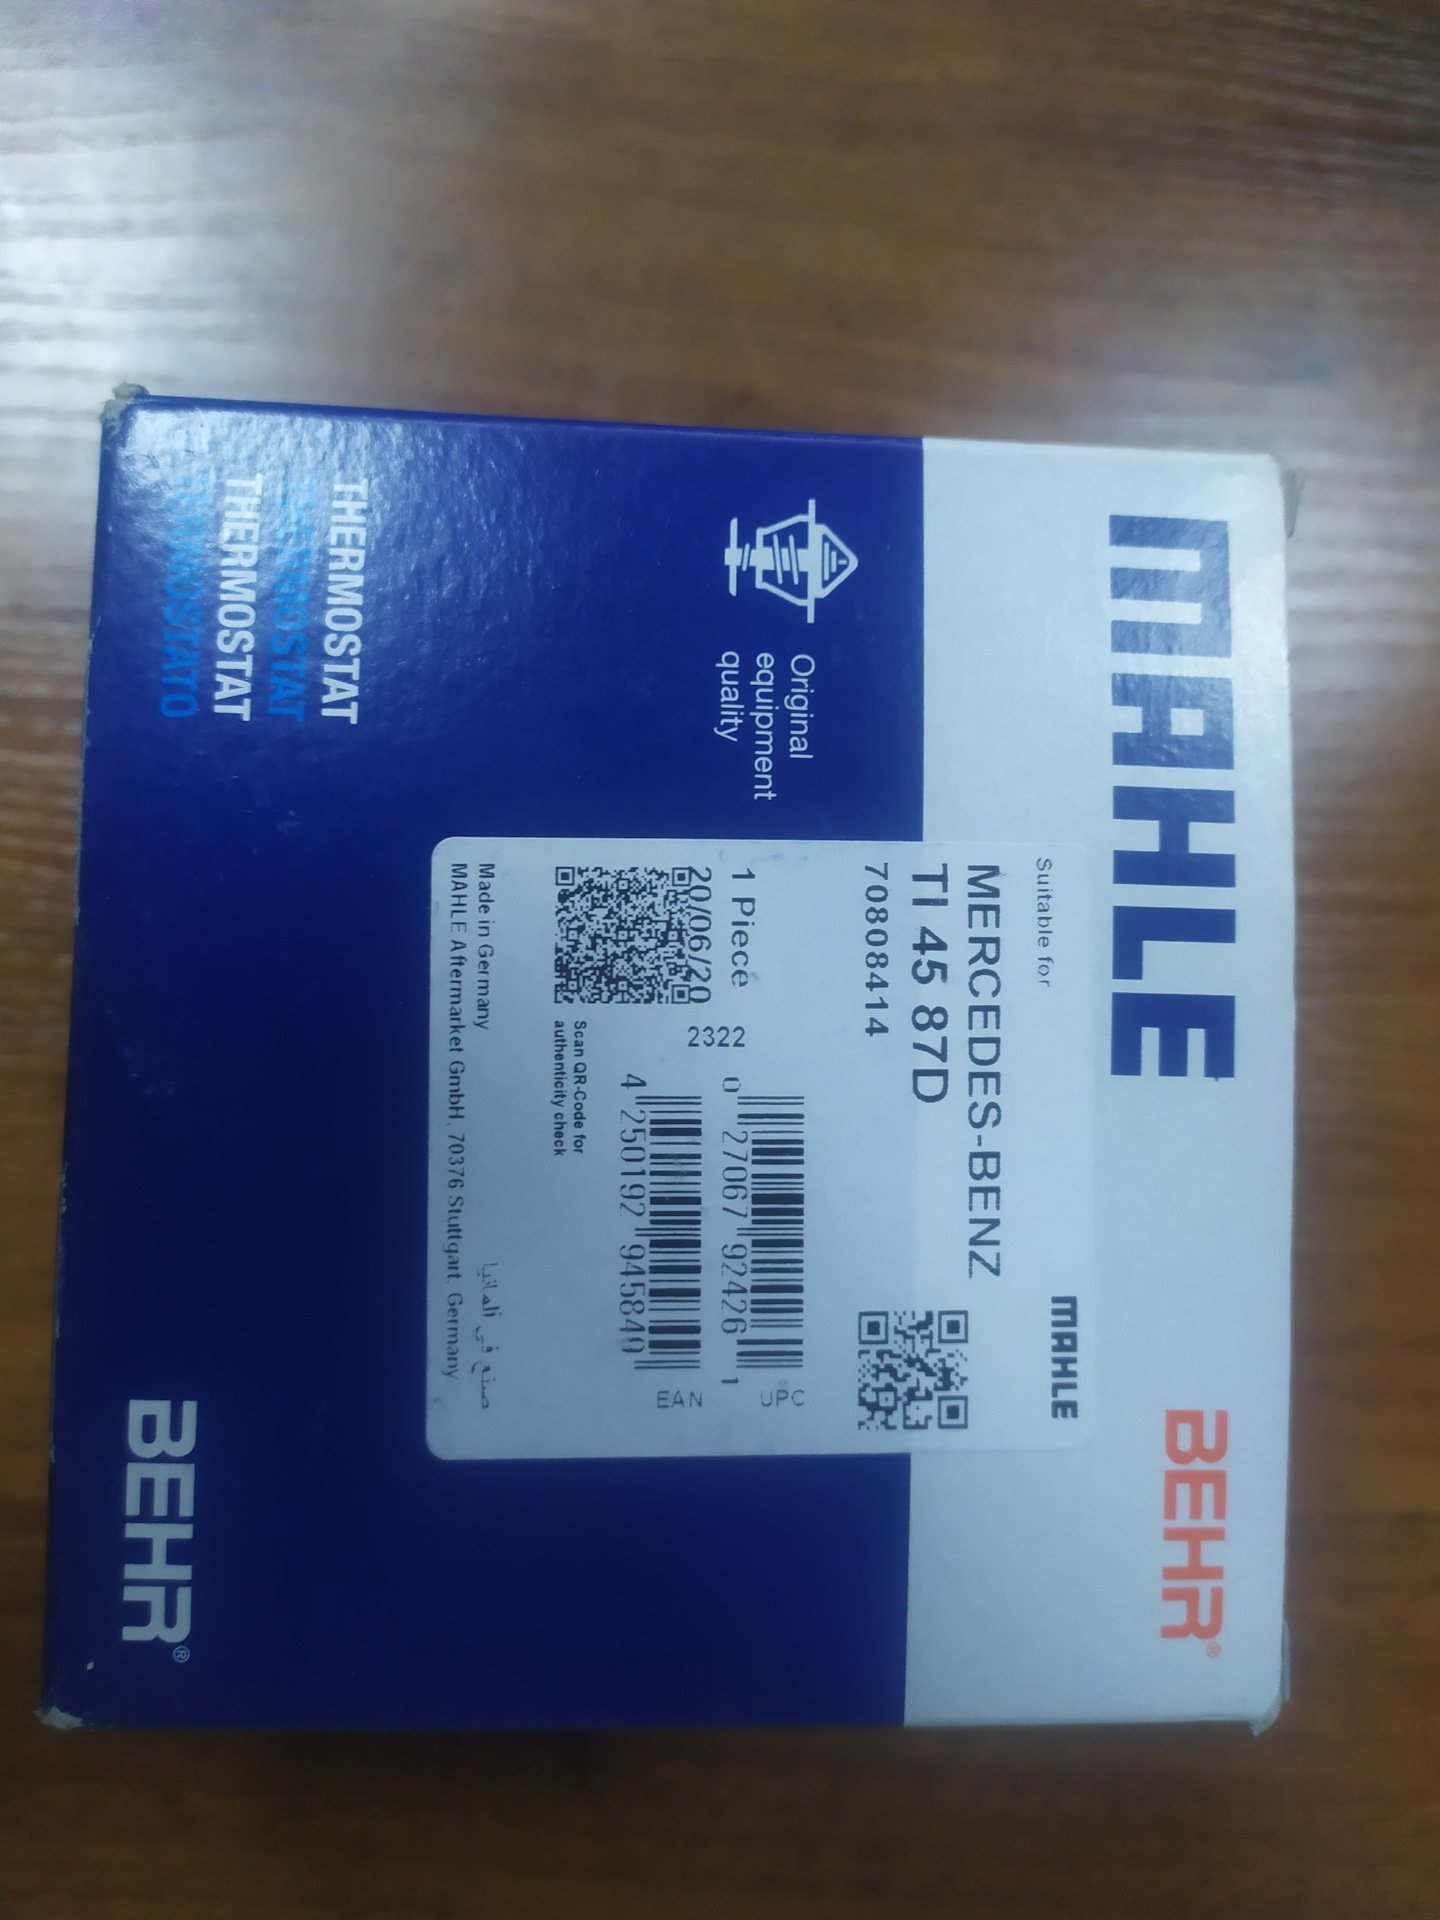 MAHLE
BEHR®
Suitable for
MAHLE
MERCEDES-BENZ
TI 45 87D
70808414
Original
equipment
quality
1 Piece
20/06/20
2322
0 27067 92426 1
UPC
4 250192 945849
EAN
Scan QR-Code for
authenticity check
Made in Germany
صنع في ألمانيا
MAHLE Aftermarket GmbH, 70376 Stuttgart, Germany
THERMOSTAT
THERMOSTAT
THERMOSTAT
TERMOSTATO
BEHR®